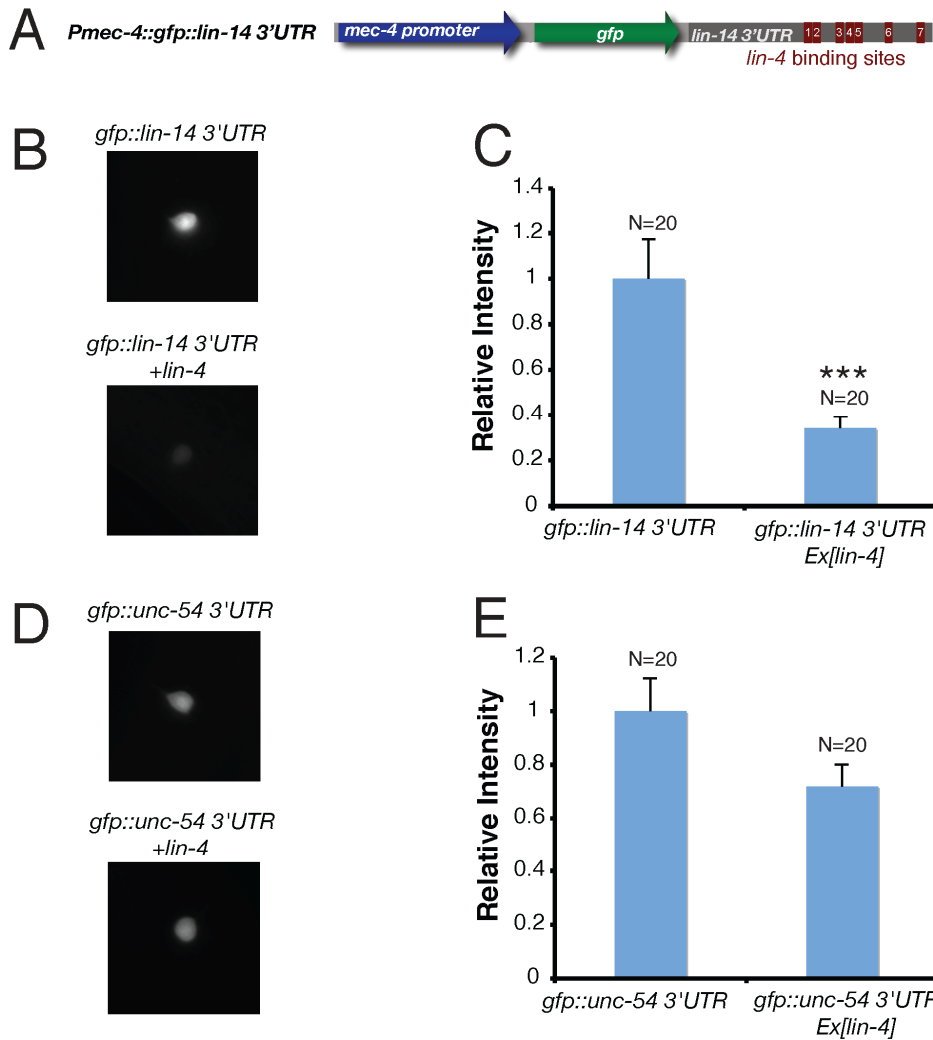 A
Pmec-4::gfp::lin-14 3'UTR
mec-4 promoter
gfp
lin-14 3'UTR
1 2 3 4 5 6 7
lin-4 binding sites
B
gfp::lin-14 3'UTR
gfp::lin-14 3'UTR
+lin-4
C
Relative Intensity
1.4
1.2
1
0.8
0.6
0.4
0.2
0
N=20
***
N=20
gfp::lin-14 3'UTR
gfp::lin-14 3'UTR
Ex[lin-4]
D
gfp::unc-54 3'UTR
gfp::unc-54 3'UTR
+lin-4
E
Relative Intensity
1.2
1
0.8
0.6
0.4
0.2
0
N=20
N=20
gfp::unc-54 3'UTR
gfp::unc-54 3'UTR
Ex[lin-4]